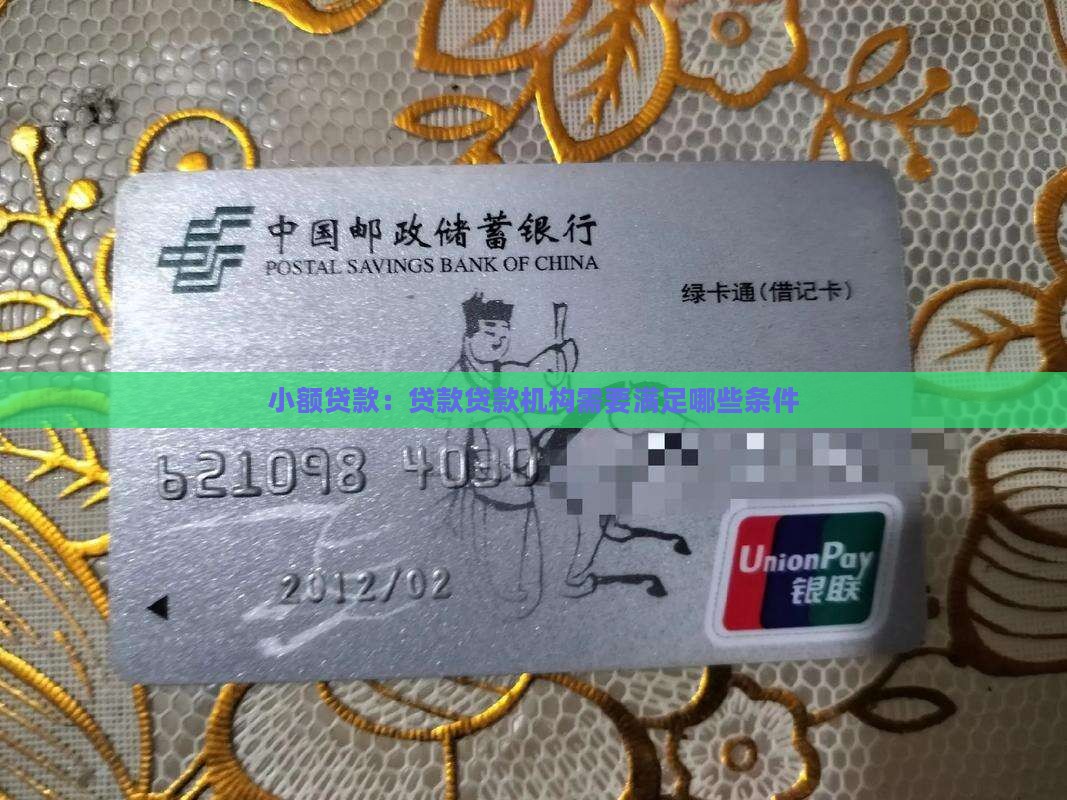 中国邮政储蓄银行
POSTAL SAVINGS BANK OF CHINA
绿卡通(借记卡)
小额贷款：贷款贷款机构需要满足哪些条件
621098 4030
2012/02
UnionPay
银联